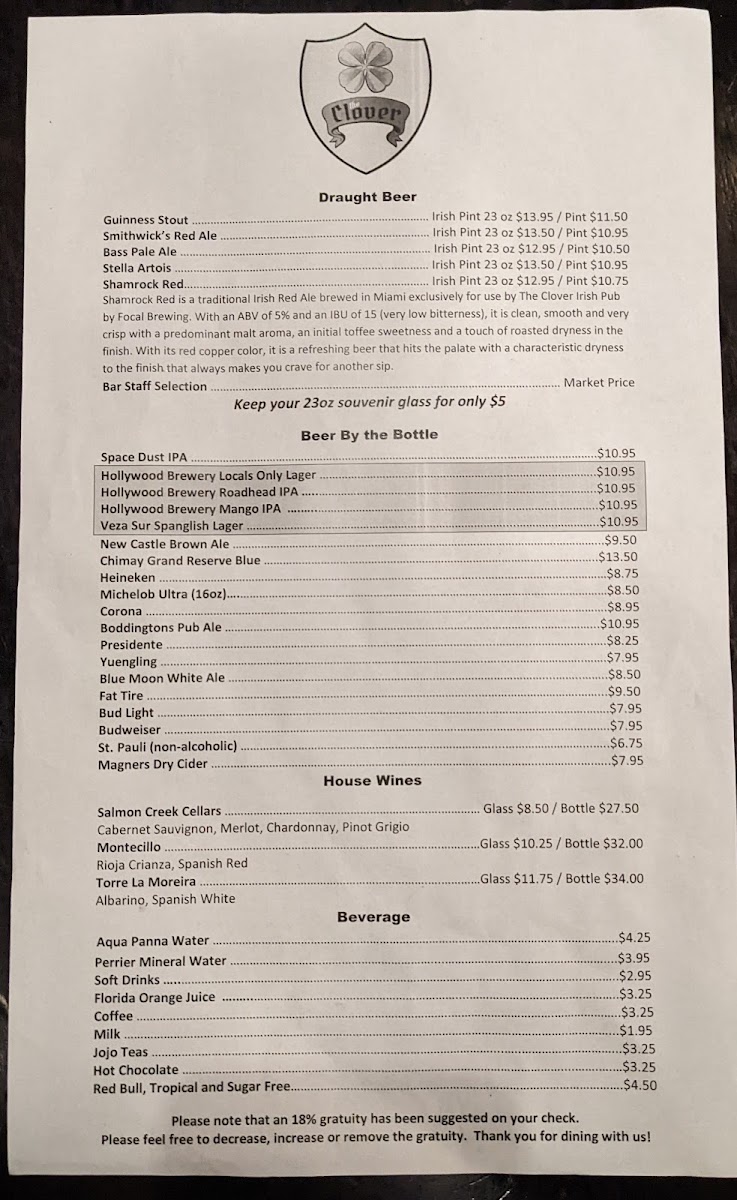 the
Clover
Draught Beer
Guinness Stout ........ Irish Pint 23 oz $13.95 / Pint $11.50
Smithwick's Red Ale ........ Irish Pint 23 oz $13.50 / Pint $10.95
Bass Pale Ale ........ Irish Pint 23 oz $12.95 / Pint $10.50
Stella Artois ........ Irish Pint 23 oz $13.50 / Pint $10.95
Shamrock Red........ Irish Pint 23 oz $12.95 / Pint $10.75
Shamrock Red is a traditional Irish Red Ale brewed in Miami exclusively for use by The Clover Irish Pub
by Focal Brewing. With an ABV of 5% and an IBU of 15 (very low bitterness), it is clean, smooth and very
crisp with a predominant malt aroma, an initial toffee sweetness and a touch of roasted dryness in the
finish. With its red copper color, it is a refreshing beer that hits the palate with a characteristic dryness
to the finish that always makes you crave for another sip.
Bar Staff Selection ........ Market Price
Keep your 23oz souvenir glass for only $5
Beer By the Bottle
Space Dust IPA ........$10.95
Hollywood Brewery Locals Only Lager ........$10.95
Hollywood Brewery Roadhead IPA ........$10.95
Hollywood Brewery Mango IPA ........$10.95
Veza Sur Spanglish Lager ........$10.95
New Castle Brown Ale ........$9.50
Chimay Grand Reserve Blue ........$13.50
Heineken ........$8.75
Michelob Ultra (16oz)........$8.50
Corona ........$8.95
Boddingtons Pub Ale ........$10.95
Presidente ........$8.25
Yuengling ........$7.95
Blue Moon White Ale ........$8.50
Fat Tire ........$9.50
Bud Light ........$7.95
Budweiser ........$7.95
St. Pauli (non-alcoholic) ........$6.75
Magners Dry Cider ........$7.95
House Wines
Salmon Creek Cellars ........ Glass $8.50 / Bottle $27.50
Cabernet Sauvignon, Merlot, Chardonnay, Pinot Grigio
Montecillo ........Glass $10.25 / Bottle $32.00
Rioja Crianza, Spanish Red
Torre La Moreira ........Glass $11.75 / Bottle $34.00
Albarino, Spanish White
Beverage
Aqua Panna Water ........$4.25
Perrier Mineral Water ........$3.95
Soft Drinks ........$2.95
Florida Orange Juice ........$3.25
Coffee ........$3.25
Milk ........$1.95
Jojo Teas ........$3.25
Hot Chocolate ........$3.25
Red Bull, Tropical and Sugar Free........$4.50
Please note that an 18% gratuity has been suggested on your check.
Please feel free to decrease, increase or remove the gratuity. Thank you for dining with us!